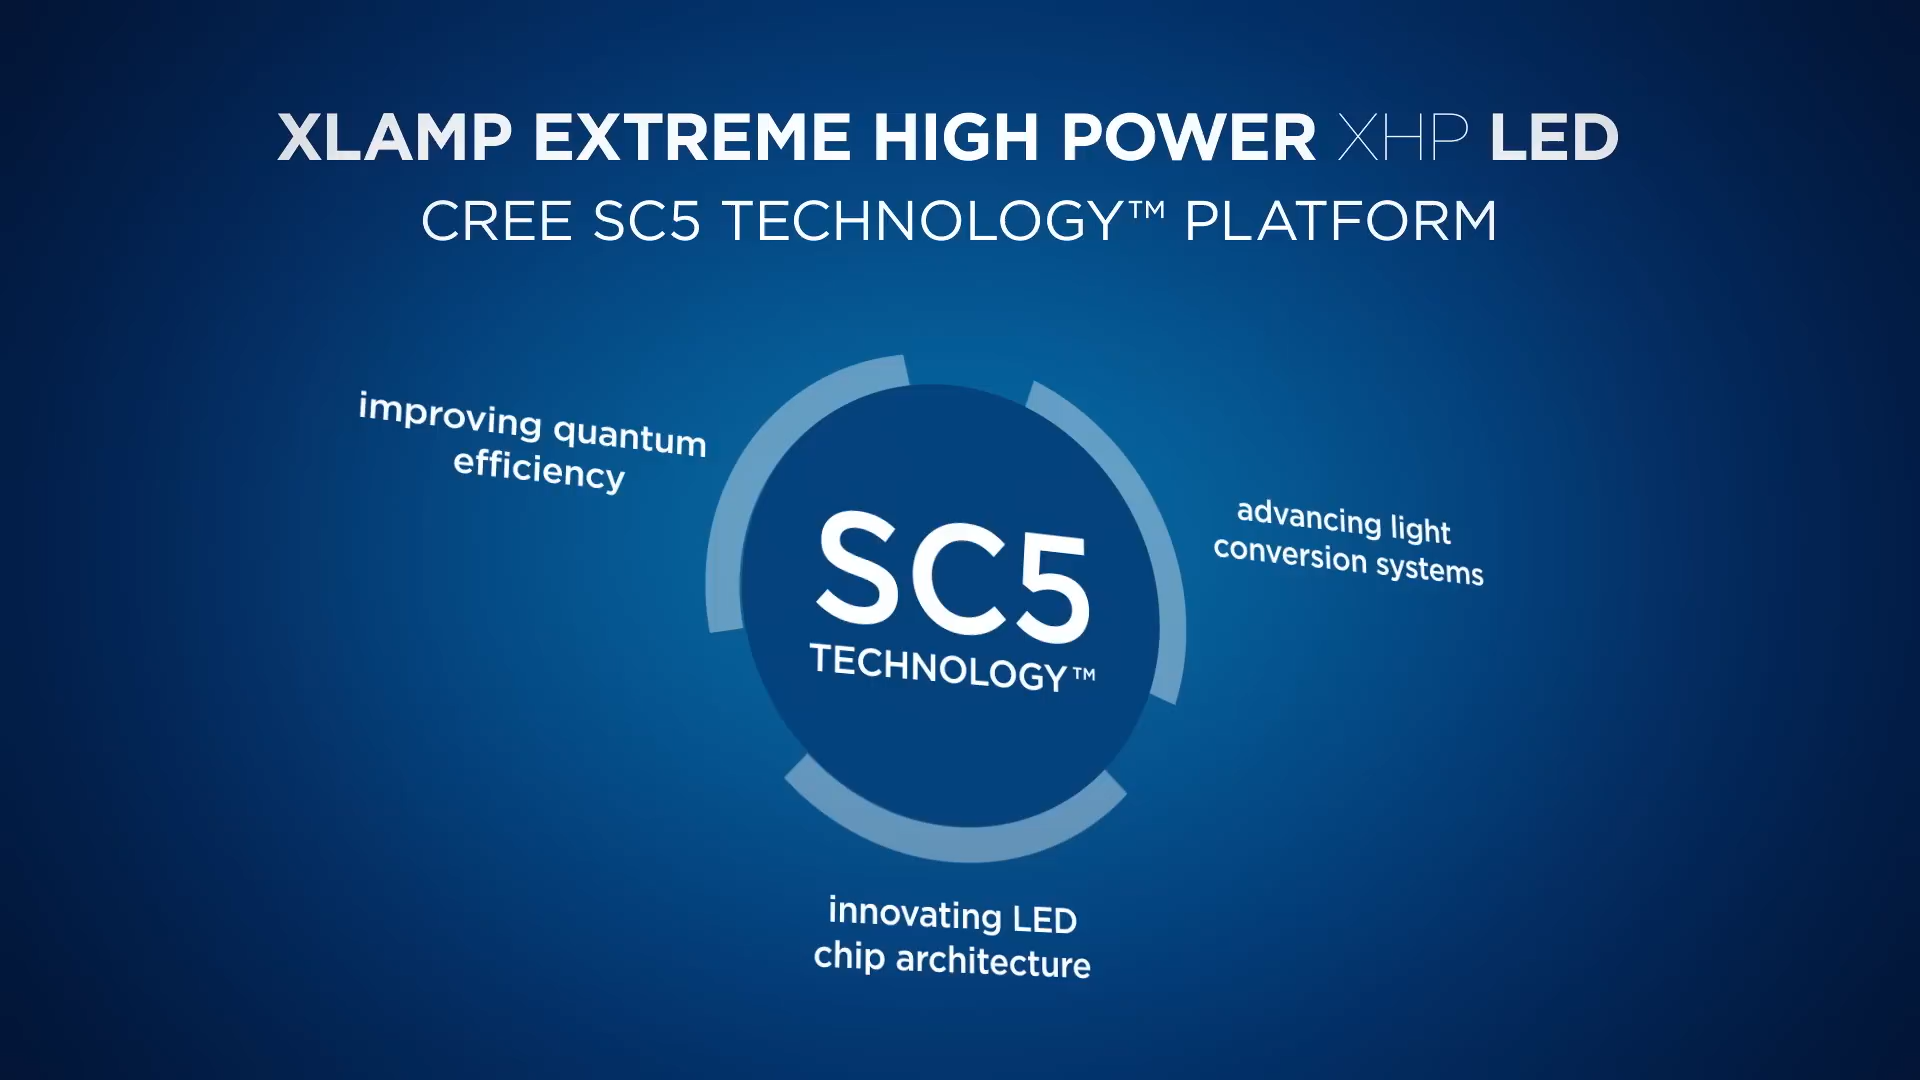 XLAMP EXTREME HIGH POWER XHP LED
CREE SC5 TECHNOLOGY™ PLATFORM
improving quantum
efficiency
advancing light
conversion systems
SC5
TECHNOLOGY™
innovating LED
chip architecture